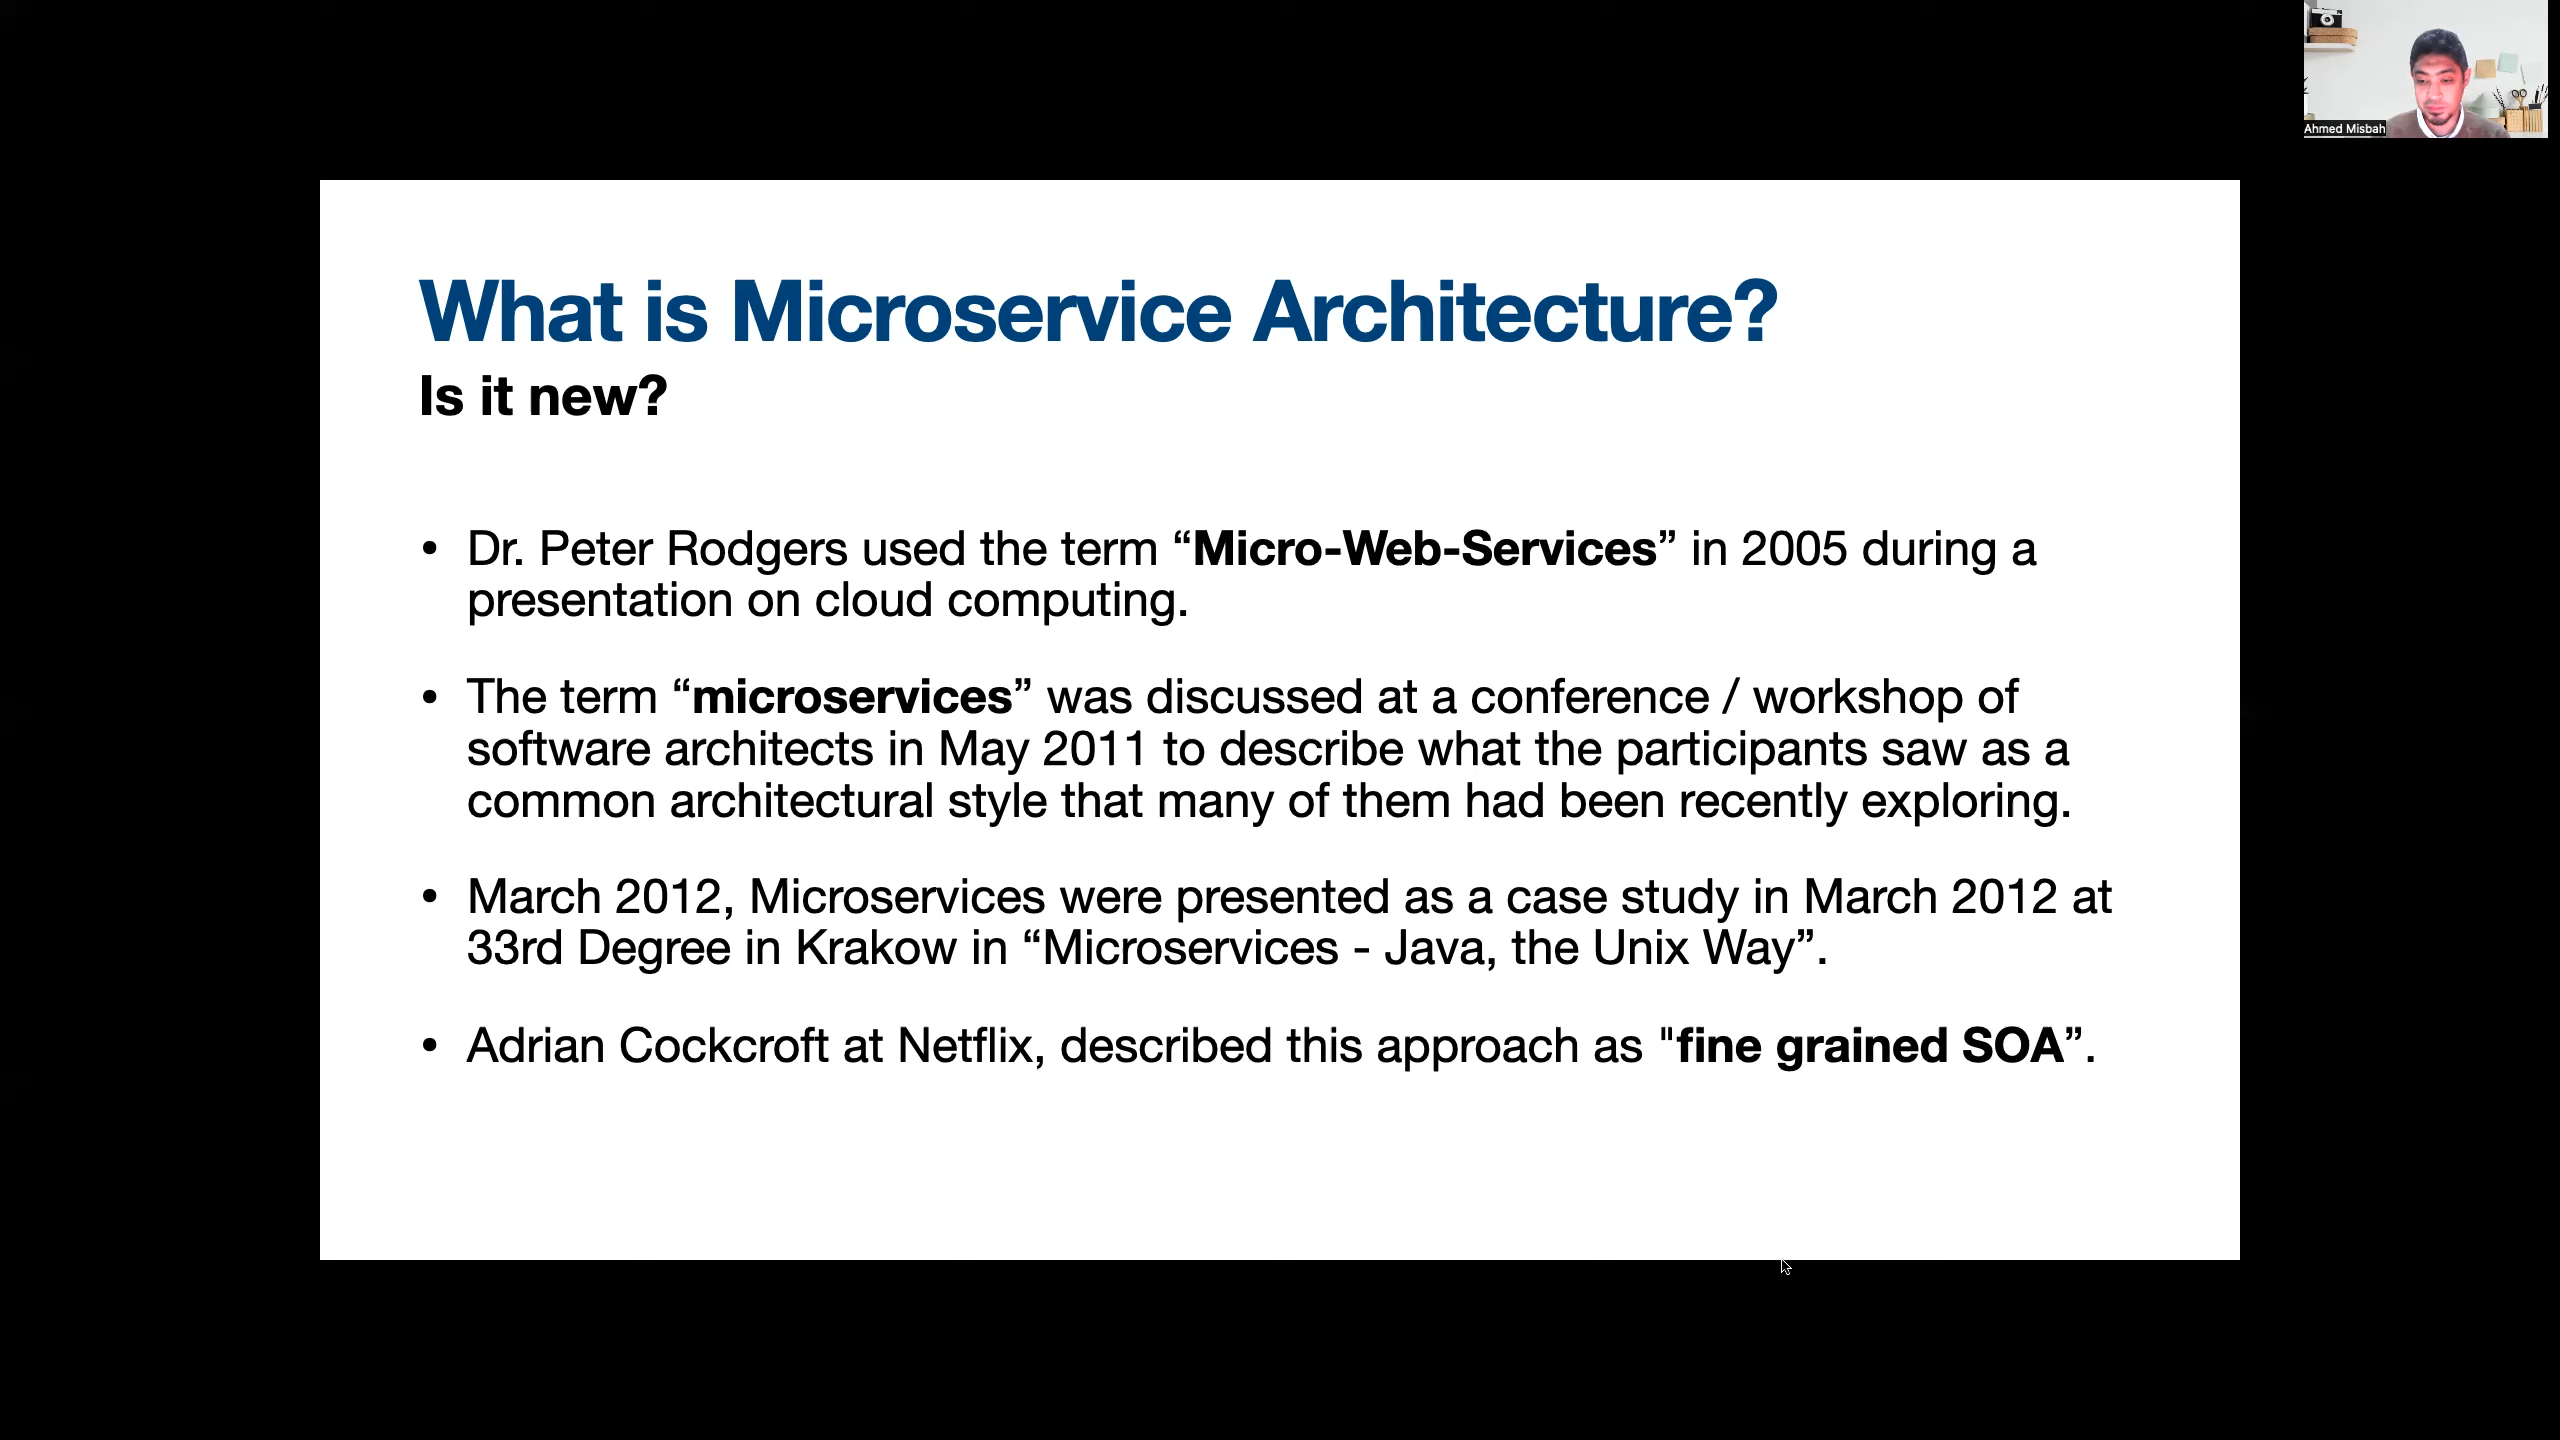 Ahmed Misbah
What is Microservice Architecture?
Is it new?
• Dr. Peter Rodgers used the term “Micro-Web-Services” in 2005 during a
presentation on cloud computing.
• The term “microservices” was discussed at a conference / workshop of
software architects in May 2011 to describe what the participants saw as a
common architectural style that many of them had been recently exploring.
• March 2012, Microservices were presented as a case study in March 2012 at
33rd Degree in Krakow in “Microservices - Java, the Unix Way”.
• Adrian Cockcroft at Netflix, described this approach as "fine grained SOA”.